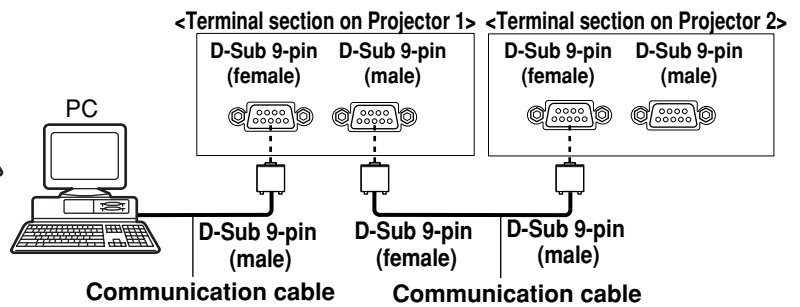 <Terminal section on Projector 1> <Terminal section on Projector 2>
D-Sub 9-pin D-Sub 9-pin D-Sub 9-pin D-Sub 9-pin
(female) (male) (female) (male)
PC
D-Sub 9-pin D-Sub 9-pin D-Sub 9-pin
(male) (female) (male)
Communication cable Communication cable